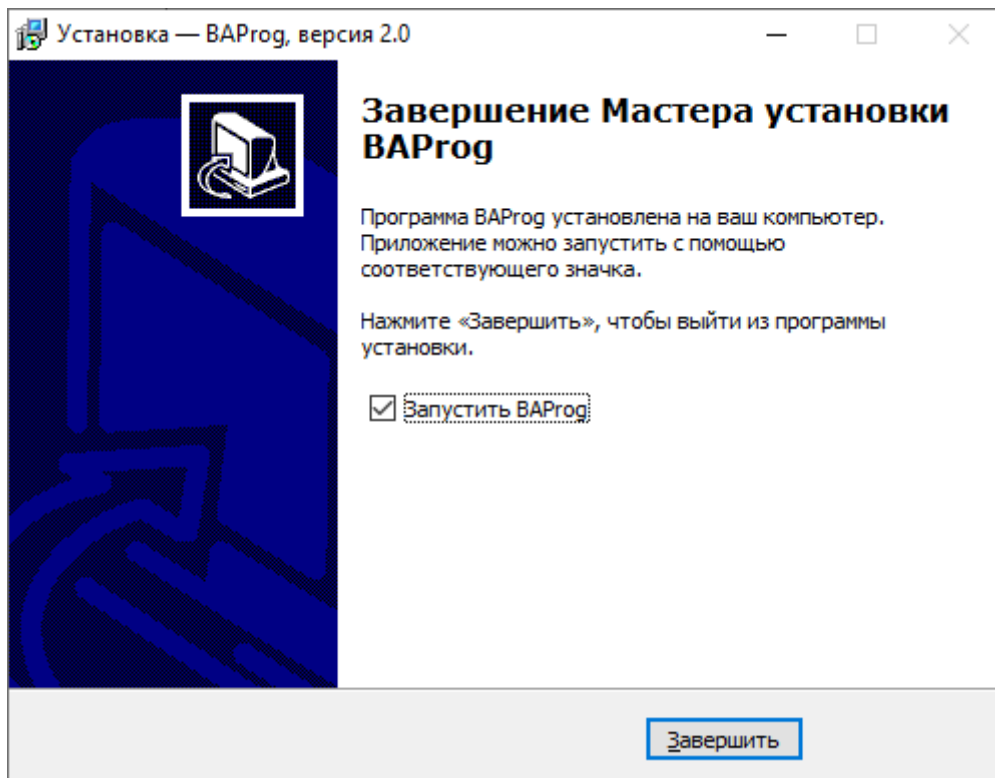 Установка — BAProg, версия 2.0
Завершение Мастера установки
BAProg
Программа BAProg установлена на ваш компьютер.
Приложение можно запустить с помощью
соответствующего значка.
Нажмите «Завершить», чтобы выйти из программы
установки.
Запустить BAProg
Завершить